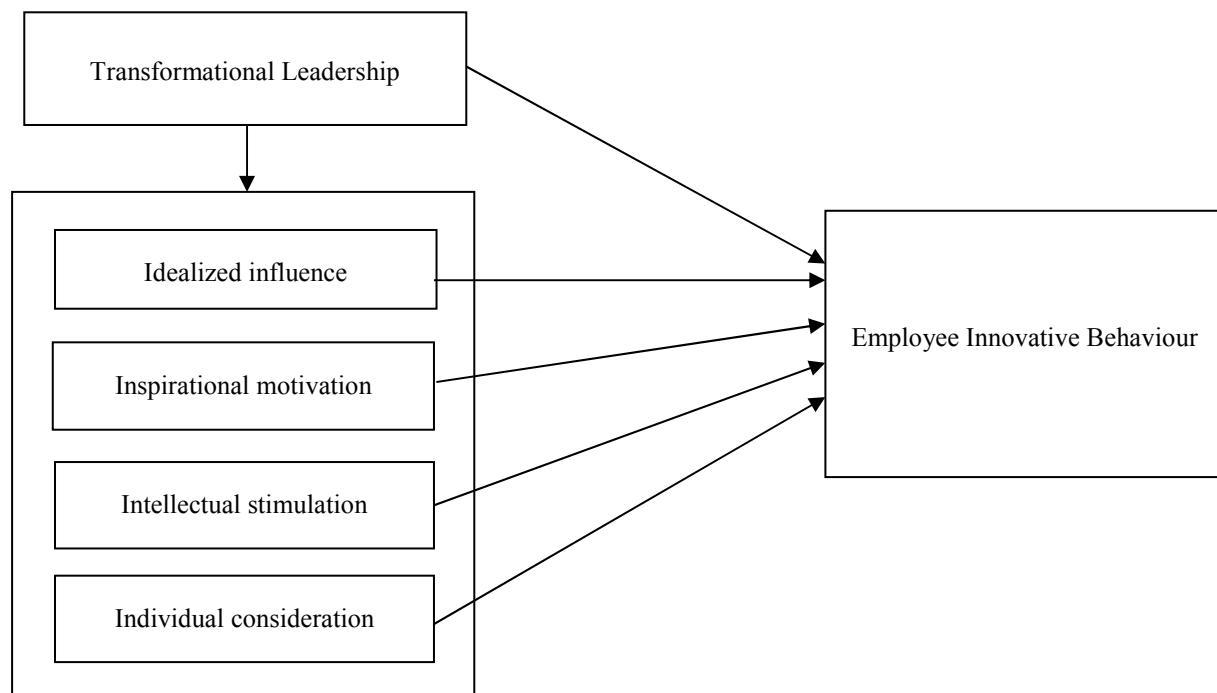 Transformational Leadership
Idealized influence
Employee Innovative Behaviour
Inspirational motivation
Intellectual stimulation
Individual consideration